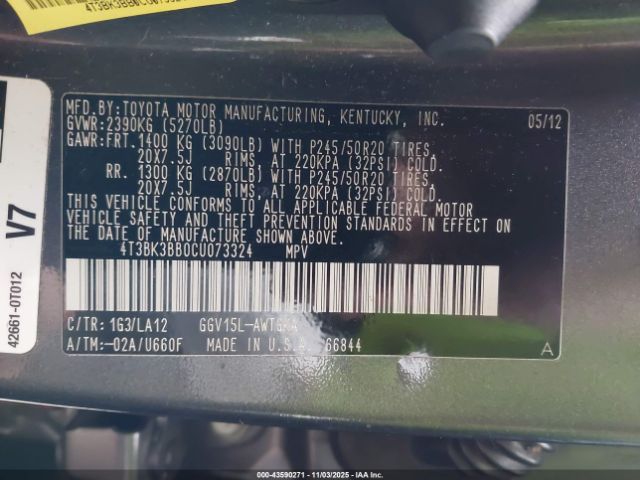 MFD.BY:TOYOTA MOTOR MANUFACTURING, KENTUCKY, INC. 05/12
GVWR:2390KG (5270LB)
GAWR:FRT.1400 KG (3090LB) WITH P245/50R20 TIRES,
20X7.5J RIMS, AT 220KPA (32PSI) COLD.
RR. 1300 KG (2870LB) WITH P245/50R20 TIRES,
20X7.5J RIMS, AT 220KPA (32PSI) COLD.
THIS VEHICLE CONFORMS TO ALL APPLICABLE FEDERAL MOTOR
VEHICLE SAFETY AND THEFT PREVENTION STANDARDS IN EFFECT ON
THE DATE OF MANUFACTURE SHOWN ABOVE.
4T3BK3BB0CU073324 MPV
C/TR: 1G3/LA12
A/TM:-02A/U660F MADE IN U.S.A. 66844 A
42661-0T012
V7
000-43590271 - 11/03/2025 - IAA Inc.